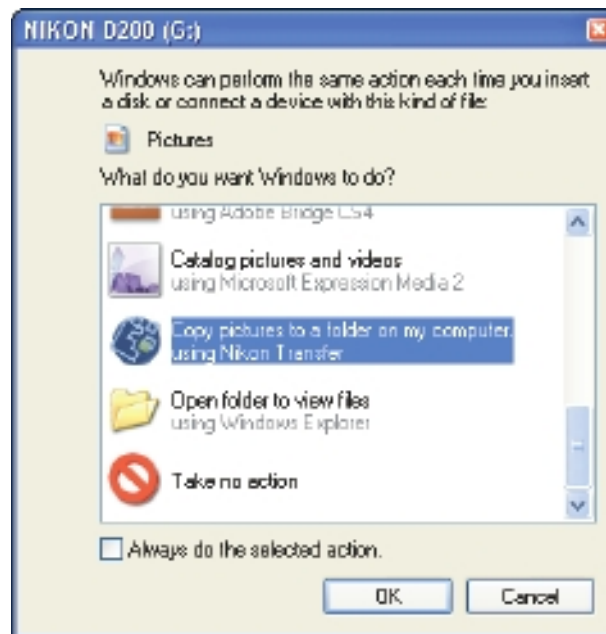 NIKON D200 (G:)
Windows can perform the same action each time you insert
a disk or connect a device with this kind of file:
Pictures
What do you want Windows to do?
using Adobe Bridge CS4
Catalog pictures and videos
using Microsoft Expression Media 2
Copy pictures to a folder on my computer.
using Nikon Transfer
Open folder to view files
using Windows Explorer
Take no action
Always do the selected action.
OK
Cancel